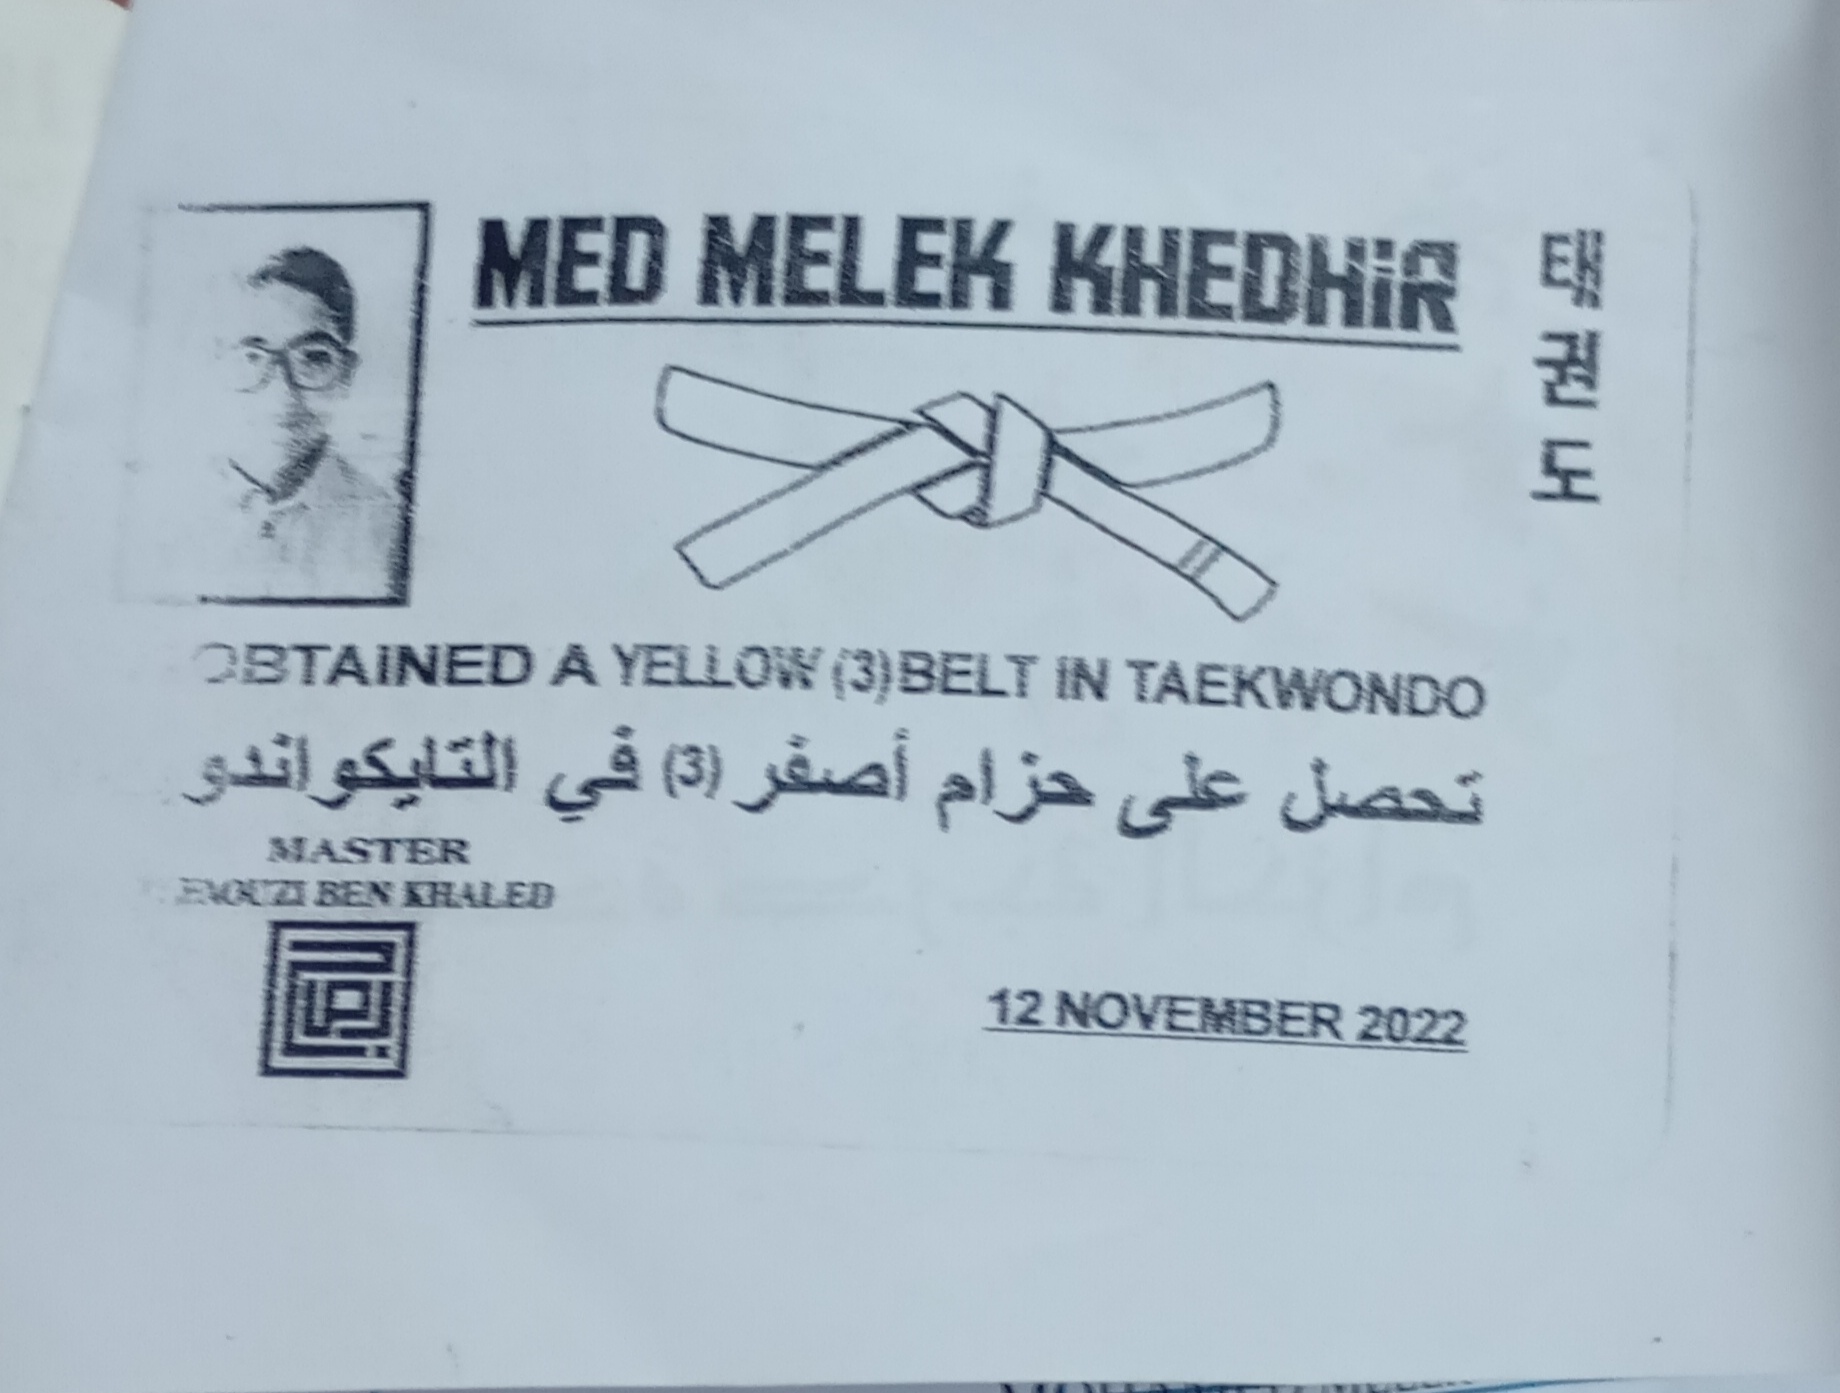 MED MELEK KHEDHiR
태권도
OBTAINED A YELLOW (3) BELT IN TAEKWONDO
تحصل على حزام أصفر (3) في التايكواندو
MASTER
BEN KHALED
12 NOVEMBER 2022